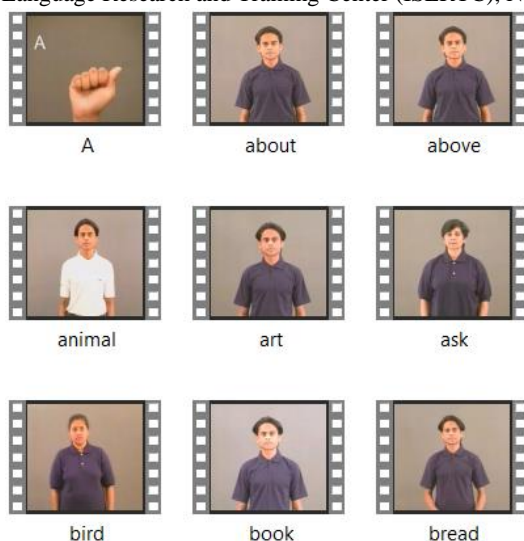 Language Research and Training Center (ISLRTC), N
A
A
about
above
animal
art
ask
bird
book
bread